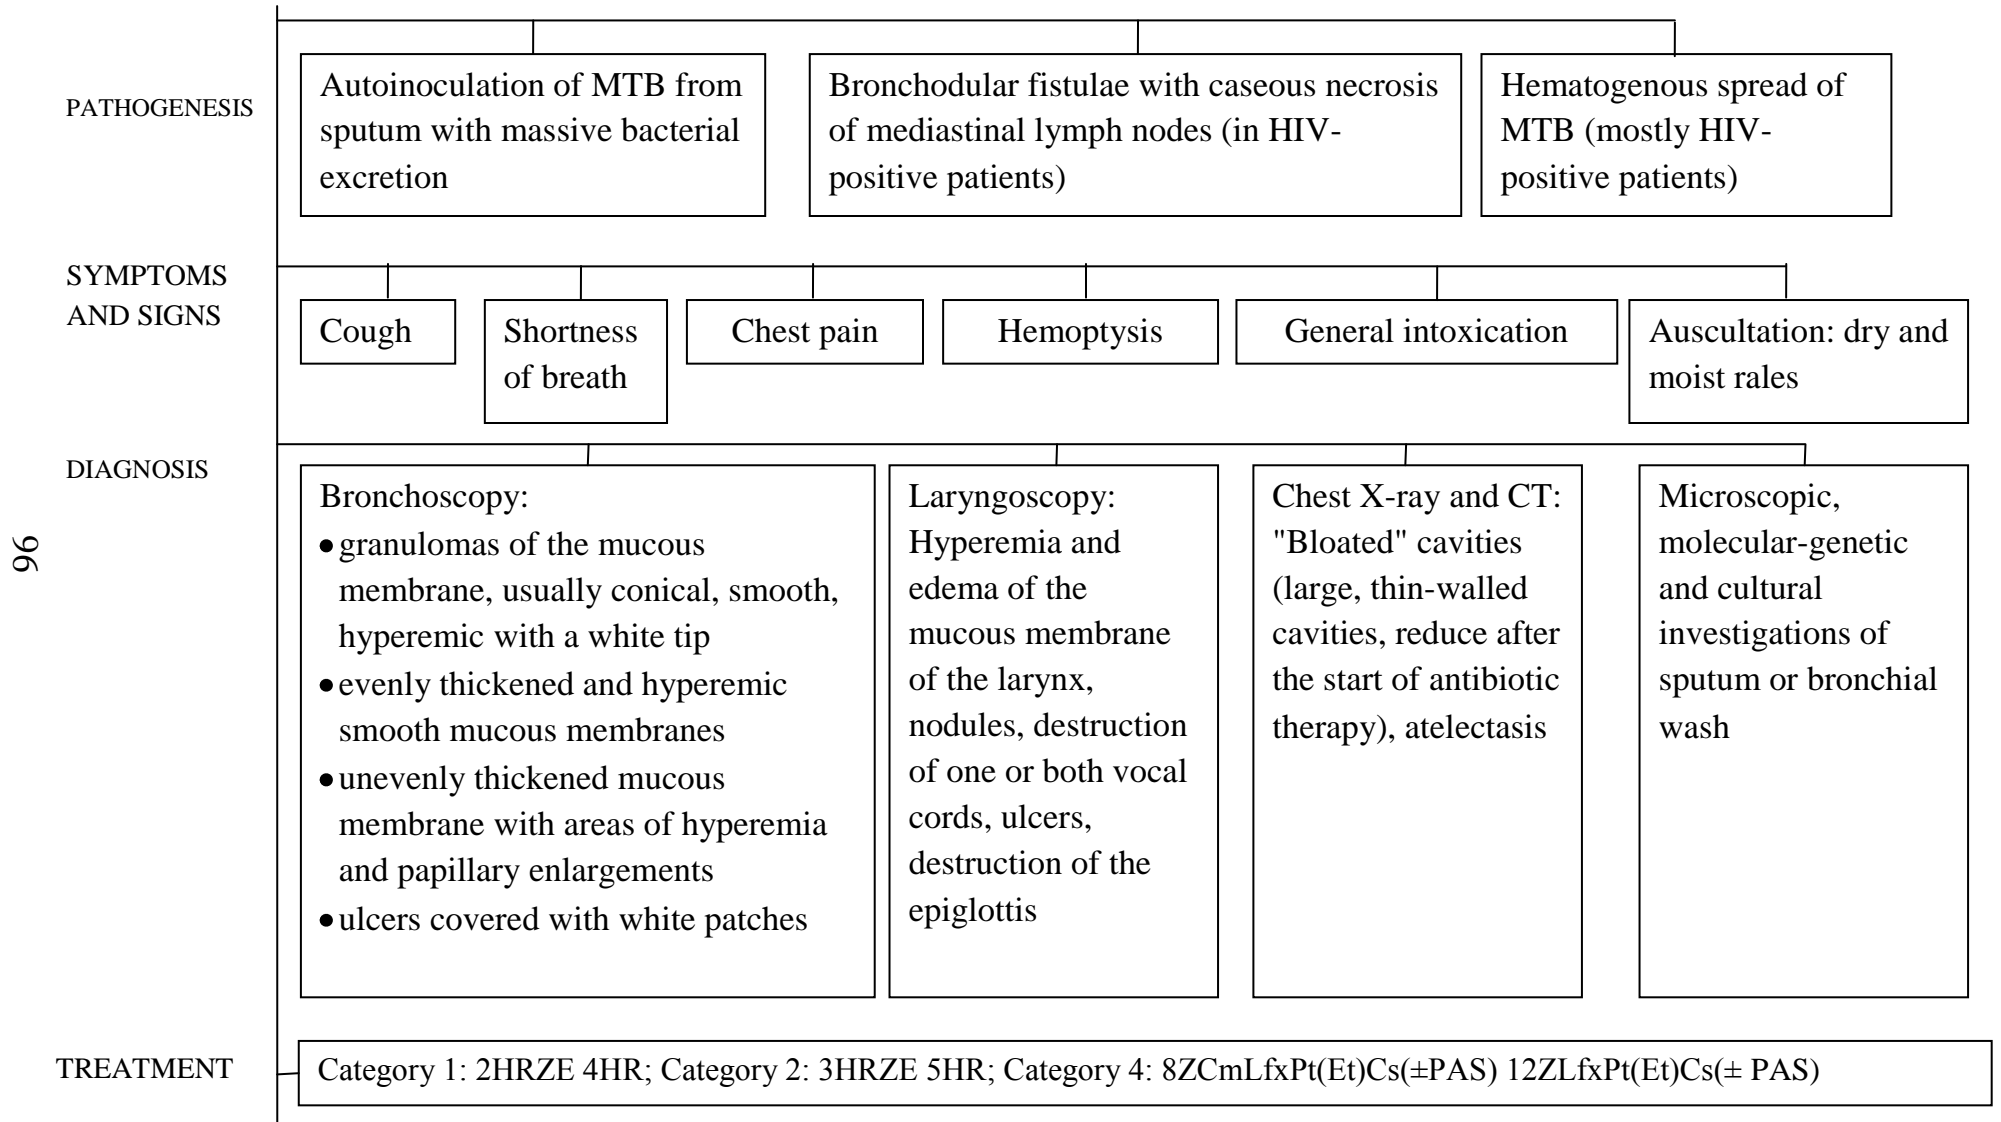 PATHOGENESIS
Autoinoculation of MTB from
sputum with massive bacterial
excretion
Bronchodular fistulae with caseous necrosis
of mediastinal lymph nodes (in HIV-
positive patients)
Hematogenous spread of
MTB (mostly HIV-
positive patients)
SYMPTOMS
AND SIGNS
Cough
Shortness
of breath
Chest pain
Hemoptysis
General intoxication
Auscultation: dry and
moist rales
DIAGNOSIS
Bronchoscopy:
• granulomas of the mucous
membrane, usually conical, smooth,
hyperemic with a white tip
• evenly thickened and hyperemic
smooth mucous membranes
• unevenly thickened mucous
membrane with areas of hyperemia
and papillary enlargements
• ulcers covered with white patches
Laryngoscopy:
Hyperemia and
edema of the
mucous membrane
of the larynx,
nodules, destruction
of one or both vocal
cords, ulcers,
destruction of the
epiglottis
Chest X-ray and CT:
"Bloated" cavities
(large, thin-walled
cavities, reduce after
the start of antibiotic
therapy), atelectasis
Microscopic,
molecular-genetic
and cultural
investigations of
sputum or bronchial
wash
TREATMENT
Category 1: 2HRZE 4HR; Category 2: 3HRZE 5HR; Category 4: 8ZCmLfxPt(Et)Cs(±PAS) 12ZLfxPt(Et)Cs(± PAS)
96